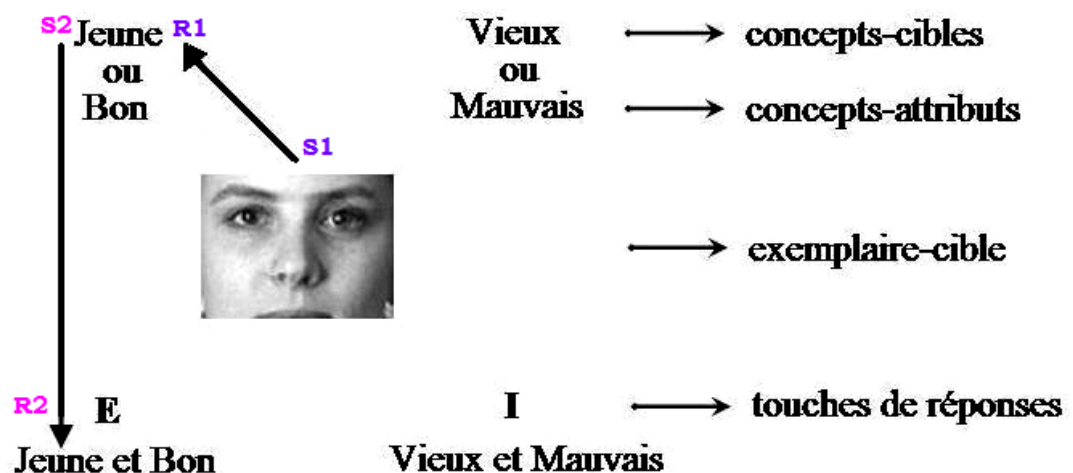 S2 Jeune R1 Vieux concepts-cibles
ou ou
Bon Mauvais concepts-attributs
S1
exemplaire-cible
R2 E I touches de réponses
Jeune et Bon Vieux et Mauvais